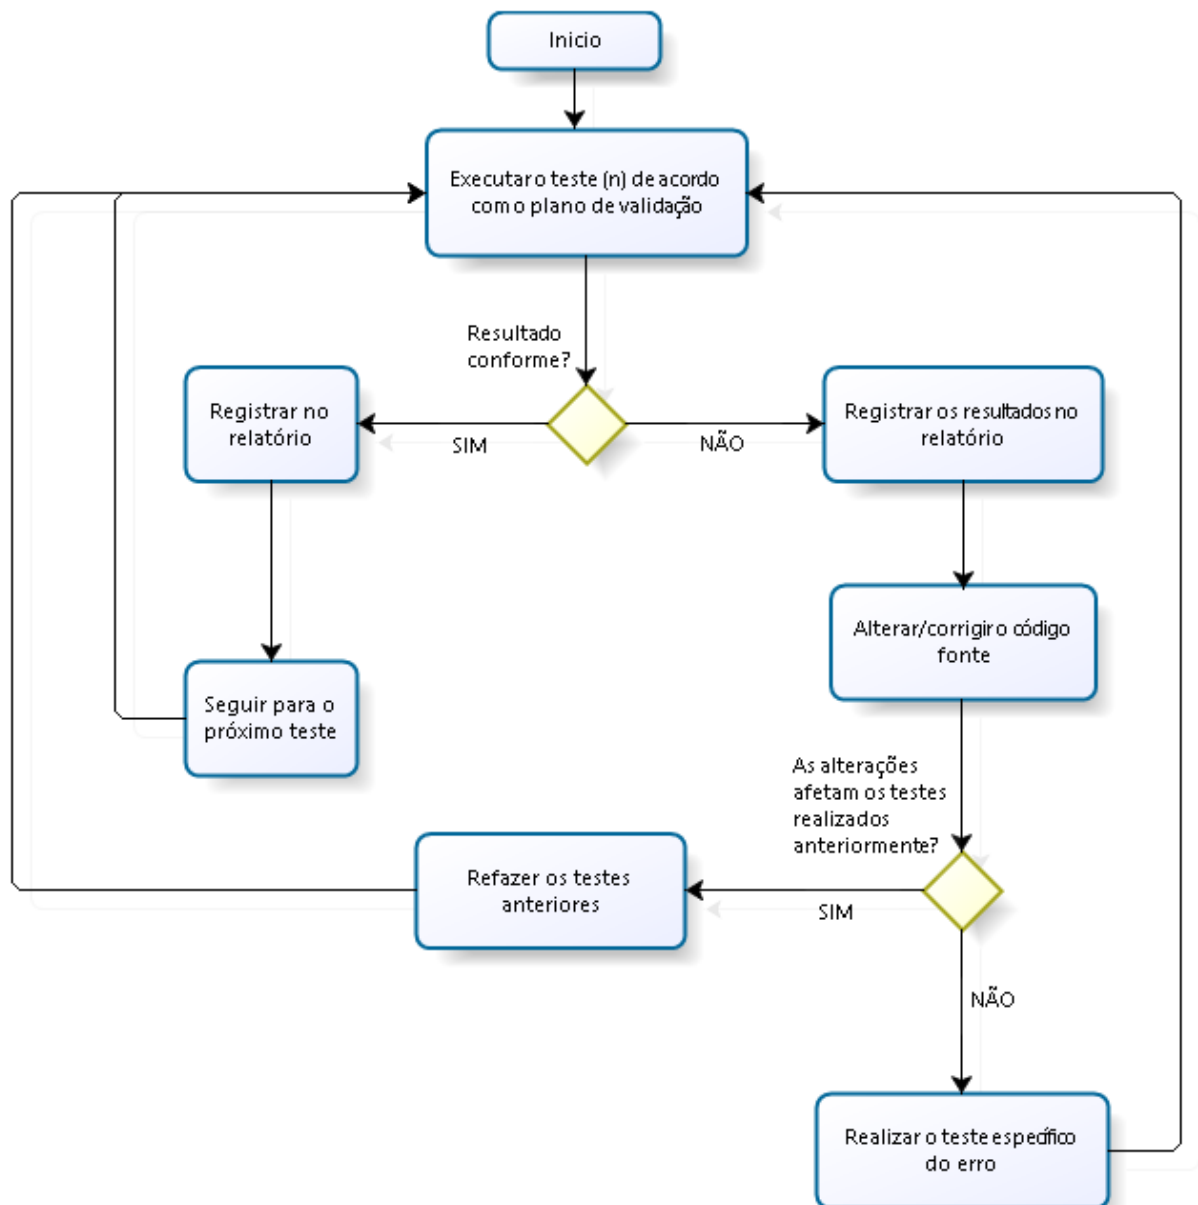 Inicio
Executar o teste (n) de acordo
com o plano de validação
Resultado
conforme?
SIM
NÃO
Registrar no
relatório
Registrar os resultados no
relatório
Alterar/corrigir o código
fonte
Seguir para o
próximo teste
As alterações
afetam os testes
realizados
anteriormente?
Refazer os testes
anteriores
SIM
NÃO
Realizar o teste específico
do erro